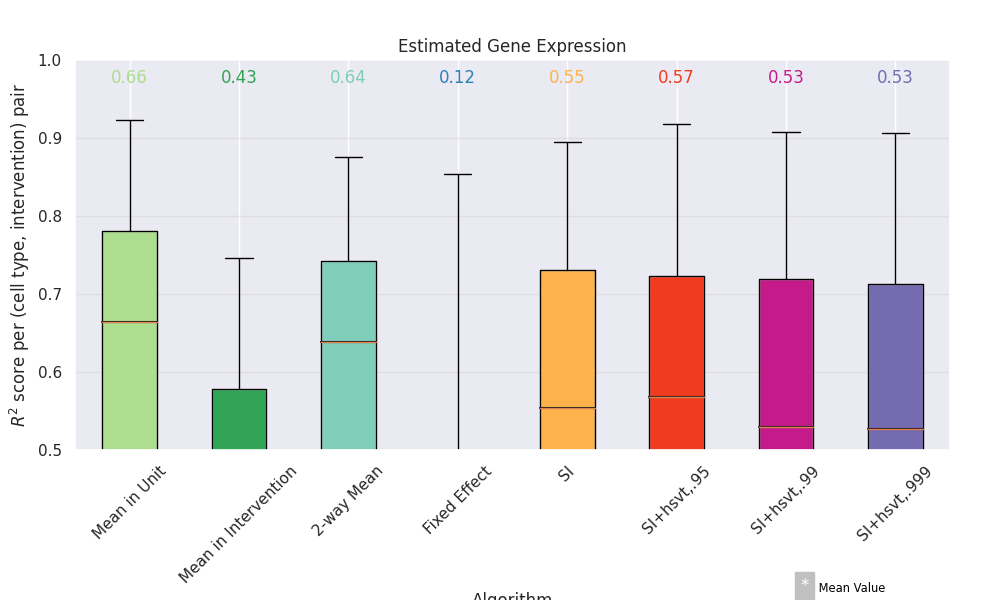 Estimated Gene Expression
R² score per (cell type, intervention) pair
1.0
0.9
0.8
0.7
0.6
0.5
0.66 0.43 0.64 0.12 0.55 0.57 0.53 0.53
Mean in Unit
Mean in Intervention
2-way Mean
Fixed Effect
SI
SI+hsvt,.95
SI+hsvt,.99
SI+hsvt,.999
Algorithm
* Mean Value